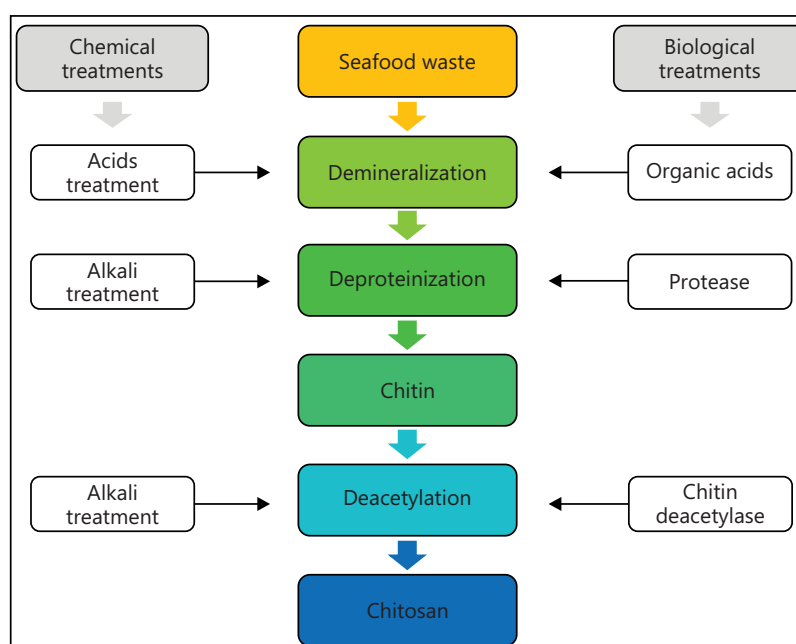 Chemical
treatments
Seafood waste
Biological
treatments
Acids
treatment
Demineralization
Organic acids
Alkali
treatment
Deproteinization
Protease
Chitin
Alkali
treatment
Deacetylation
Chitin
deacetylase
Chitosan